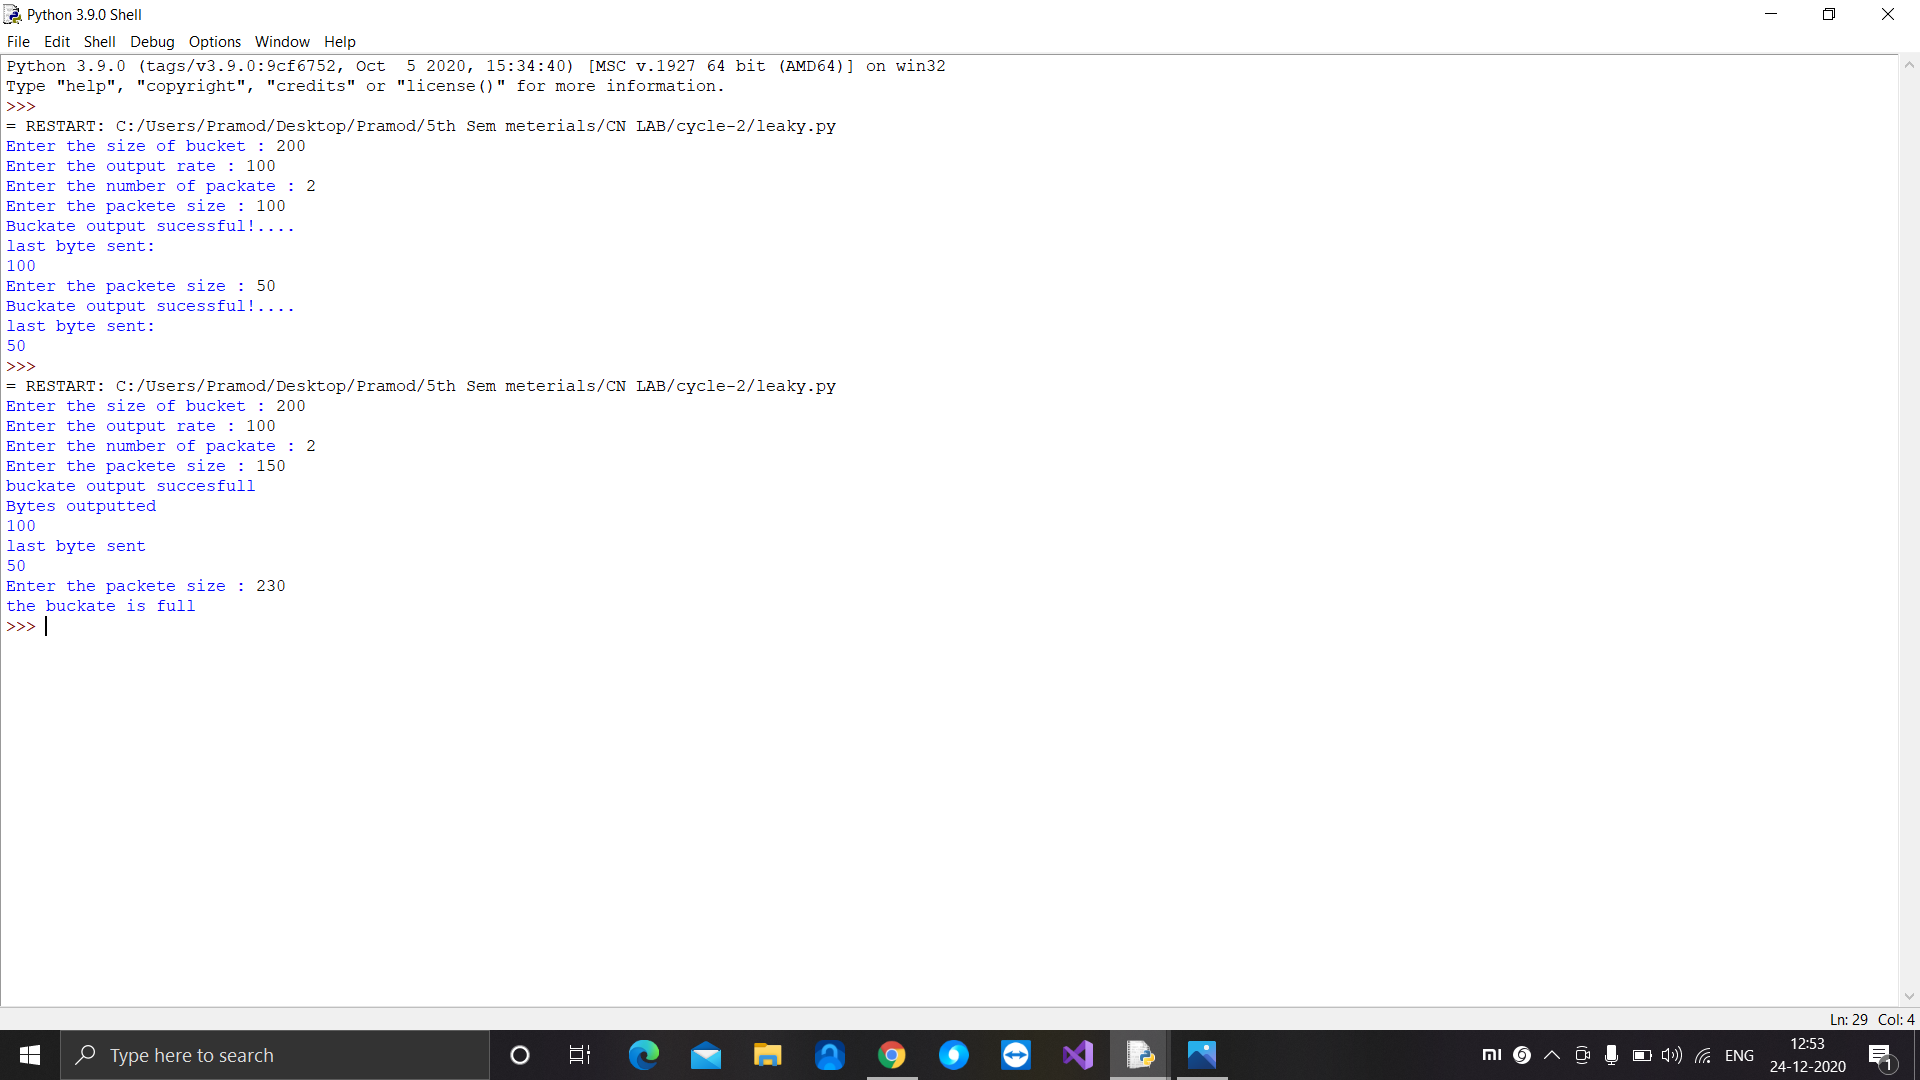 Python 3.9.0 Shell
File Edit Shell Debug Options Window Help
Python 3.9.0 (tags/v3.9.0:9cf6752, Oct  5 2020, 15:34:40) [MSC v.1927 64 bit (AMD64)] on win32
Type "help", "copyright", "credits" or "license()" for more information.
>>>
= RESTART: C:/Users/Pramod/Desktop/Pramod/5th Sem meterials/CN LAB/cycle-2/leaky.py
Enter the size of bucket : 200
Enter the output rate : 100
Enter the number of packate : 2
Enter the packete size : 100
Buckate output sucessful!....
last byte sent:
100
Enter the packete size : 50
Buckate output sucessful!....
last byte sent:
50
>>>
= RESTART: C:/Users/Pramod/Desktop/Pramod/5th Sem meterials/CN LAB/cycle-2/leaky.py
Enter the size of bucket : 200
Enter the output rate : 100
Enter the number of packate : 2
Enter the packete size : 150
buckate output succesfull
Bytes outputted
100
last byte sent
50
Enter the packete size : 230
the buckate is full
>>>
Ln: 29 Col: 4
Type here to search
mi
ENG
12:53
24-12-2020
1